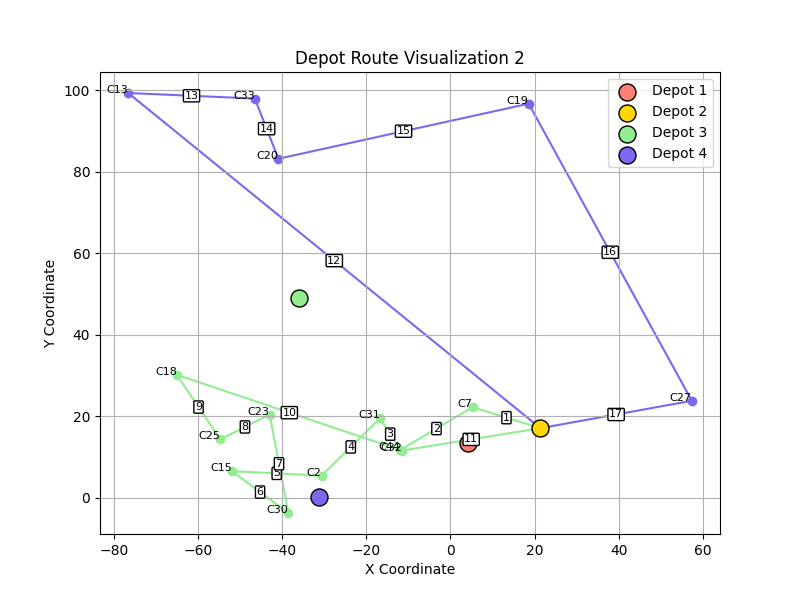 Depot Route Visualization 2
Depot 1
Depot 2
Depot 3
Depot 4
Y Coordinate
100
80
60
40
20
0
−80
−60
−40
−20
0
20
40
60
X Coordinate
C13
13
C33
14
C20
15
C19
16
12
C18
9
C25
8
C23
10
C31
3
4
2
C7
1
11
C27
17
C15
5
7
6
C2
C30